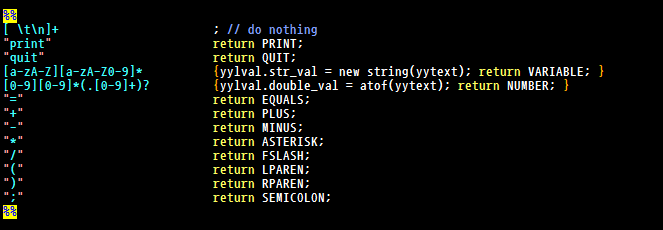 %%
[ \t\n]+ ; // do nothing
"print" return PRINT;
"quit" return QUIT;
[a-zA-Z][a-zA-Z0-9]* {yylval.str_val = new string(yytext); return VARIABLE; }
[0-9][0-9]*(.[0-9]+)? {yylval.double_val = atof(yytext); return NUMBER; }
"=" return EQUALS;
"+" return PLUS;
"-" return MINUS;
"*" return ASTERISK;
"/" return FSLASH;
"(" return LPAREN;
")" return RPAREN;
";" return SEMICOLON;
%%